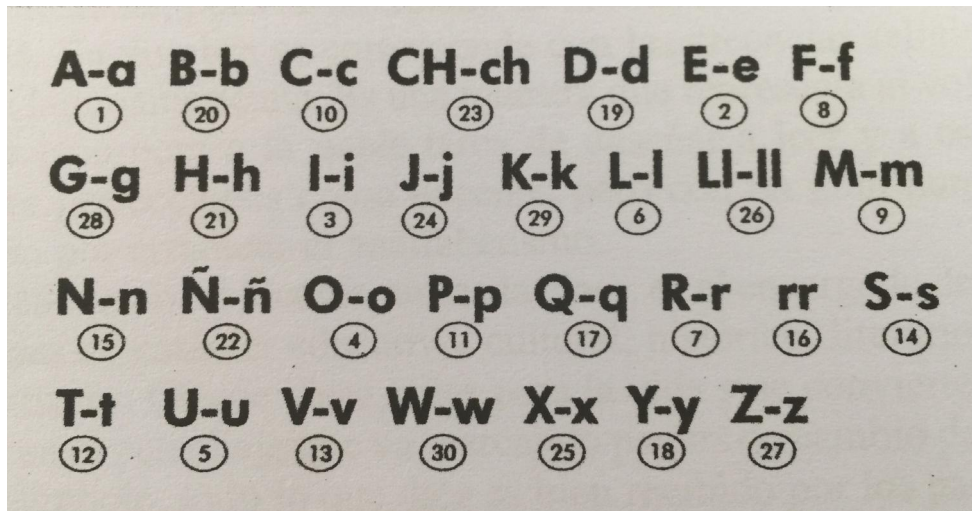 A-a B-b C-c CH-ch D-d E-e F-f
1 20 10 23 19 2 8
G-g H-h I-i J-j K-k L-l Ll-ll M-m
28 21 3 24 29 6 26 9
N-n Ñ-ñ O-o P-p Q-q R-r rr S-s
15 22 4 11 17 7 16 14
T-t U-u V-v W-w X-x Y-y Z-z
12 5 13 30 25 18 27